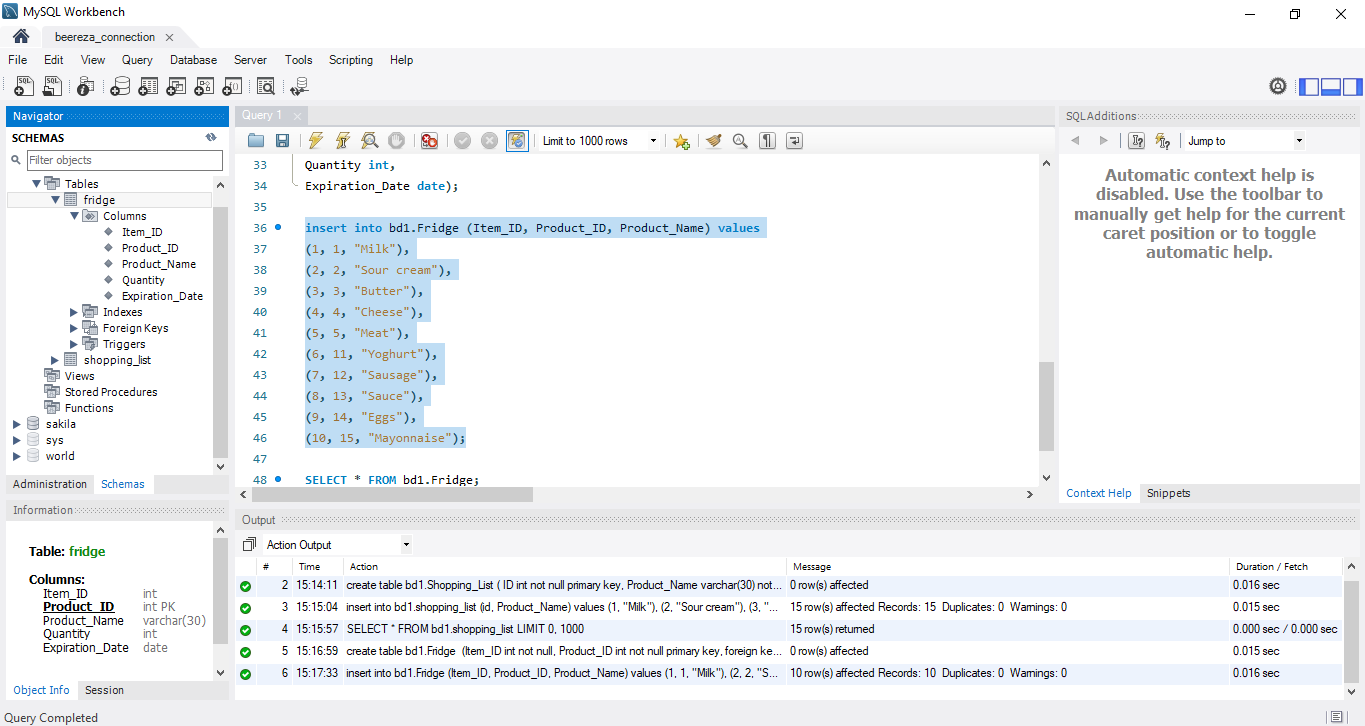 MySQL Workbench
beereza_connection
File Edit View Query Database Server Tools Scripting Help
Navigator
SCHEMAS
Filter objects
Tables
fridge
Columns
Item_ID
Product_ID
Product_Name
Quantity
Expiration_Date
Indexes
Foreign Keys
Triggers
shopping_list
Views
Stored Procedures
Functions
sakila
sys
world
Administration Schemas
Information
Table: fridge
Columns:
Item_ID int
Product_ID int PK
Product_Name varchar(30)
Quantity int
Expiration_Date date
Object Info Session
Query 1
Limit to 1000 rows
33 Quantity int,
34 Expiration_Date date);
35
36 insert into bd1.Fridge (Item_ID, Product_ID, Product_Name) values
37 (1, 1, "Milk"),
38 (2, 2, "Sour cream"),
39 (3, 3, "Butter"),
40 (4, 4, "Cheese"),
41 (5, 5, "Meat"),
42 (6, 11, "Yoghurt"),
43 (7, 12, "Sausage"),
44 (8, 13, "Sauce"),
45 (9, 14, "Eggs"),
46 (10, 15, "Mayonnaise");
47
48 SELECT * FROM bd1.Fridge;
SQLAdditions
Jump to
Automatic context help is
disabled. Use the toolbar to
manually get help for the current
caret position or to toggle
automatic help.
Context Help Snippets
Output
Action Output
# Time Action Message Duration / Fetch
2 15:14:11 create table bd1.Shopping_List ( ID int not null primary key, Product_Name varchar(30) not... 0 row(s) affected 0.016 sec
3 15:15:04 insert into bd1.shopping_list (id, Product_Name) values (1, "Milk"), (2, "Sour cream"), (3, "... 15 row(s) affected Records: 15 Duplicates: 0 Warnings: 0 0.015 sec
4 15:15:57 SELECT * FROM bd1.shopping_list LIMIT 0, 1000 15 row(s) returned 0.000 sec / 0.000 sec
5 15:16:59 create table bd1.Fridge (Item_ID int not null, Product_ID int not null primary key, foreign ke... 0 row(s) affected 0.015 sec
6 15:17:33 insert into bd1.Fridge (Item_ID, Product_ID, Product_Name) values (1, 1, "Milk"), (2, 2, "S... 10 row(s) affected Records: 10 Duplicates: 0 Warnings: 0 0.016 sec
Query Completed